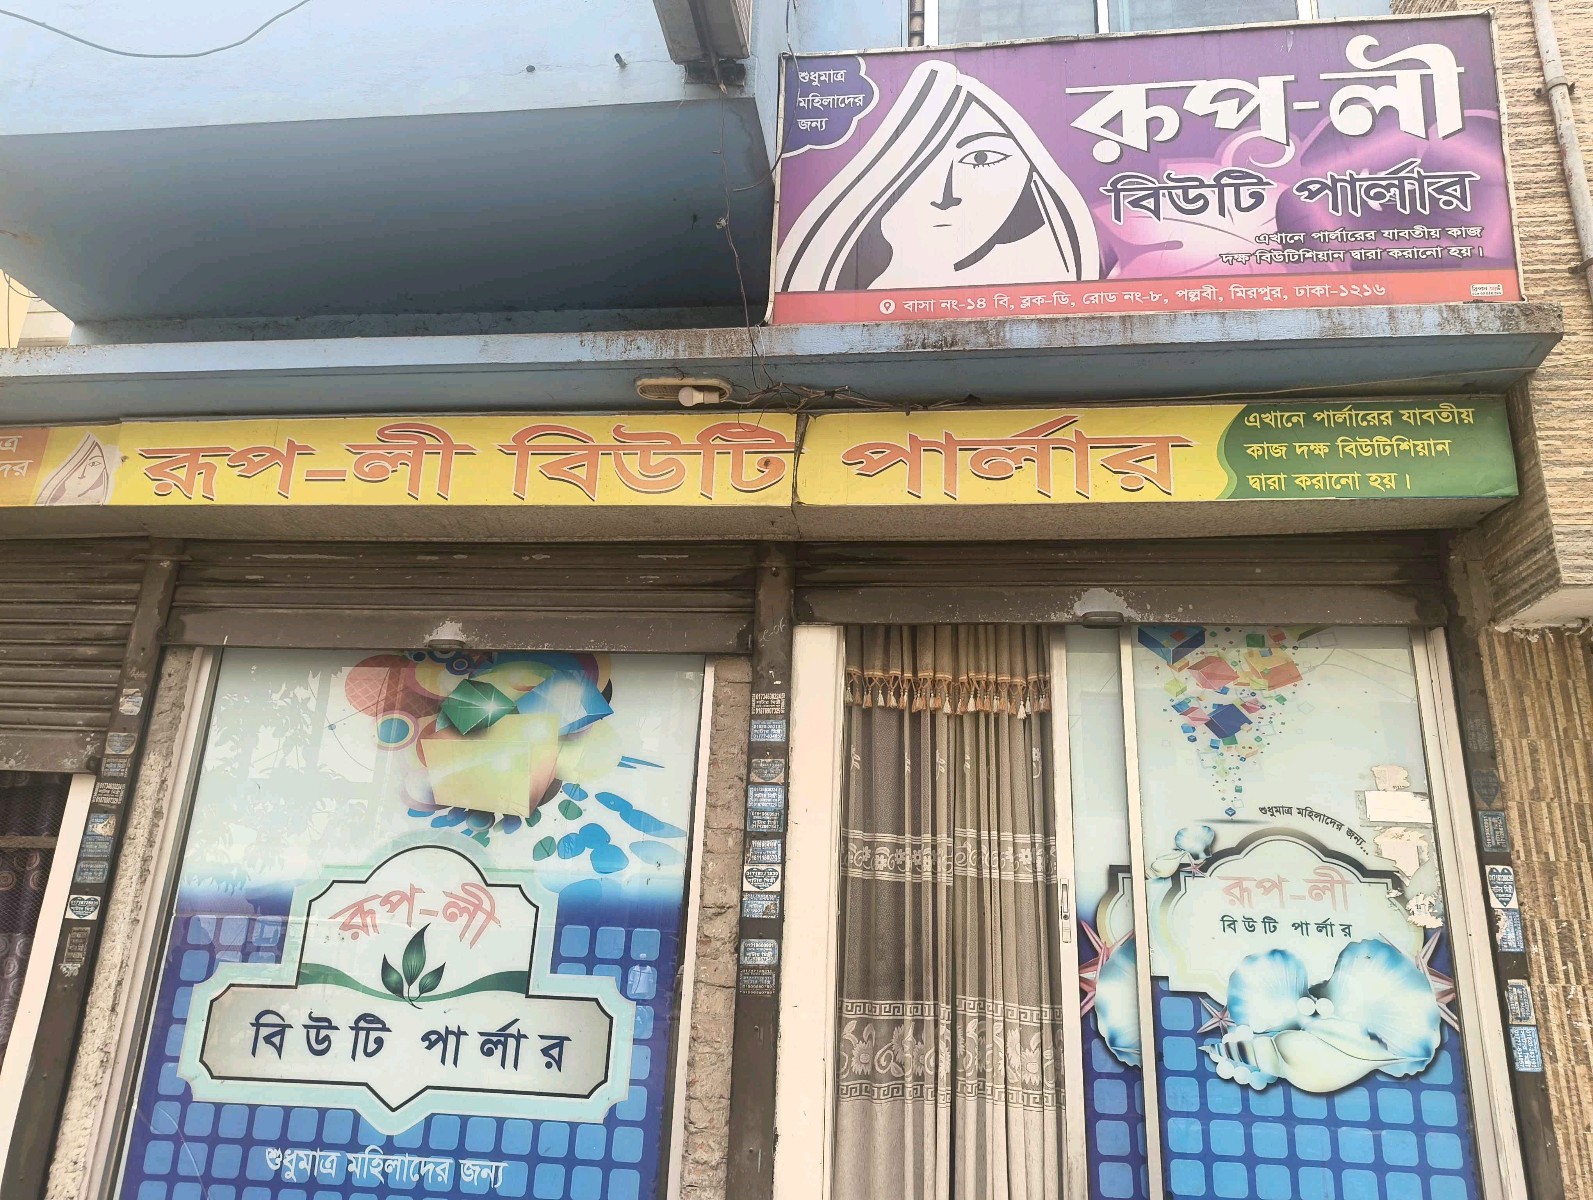 শুধুমাত্র
মহিলাদের
জন্য
রূপ-লী
বিউটি পার্লার
এখানে পার্লারের যাবতীয় কাজ
দক্ষ বিউটিশিয়ান দ্বারা করানো হয়।
বাসা নং-১৪ বি, ব্লক-ডি, রোড নং-৮, পল্লবী, মিরপুর, ঢাকা-১২১৬
রূপ-লী বিউটি পার্লার
এখানে পার্লারের যাবতীয়
কাজ দক্ষ বিউটিশিয়ান
দ্বারা করানো হয়।
রূপ-লী
বিউটি পার্লার
শুধুমাত্র মহিলাদের জন্য
শুধুমাত্র মহিলাদের জন্য...
রূপ-লী
বিউটি পার্লার